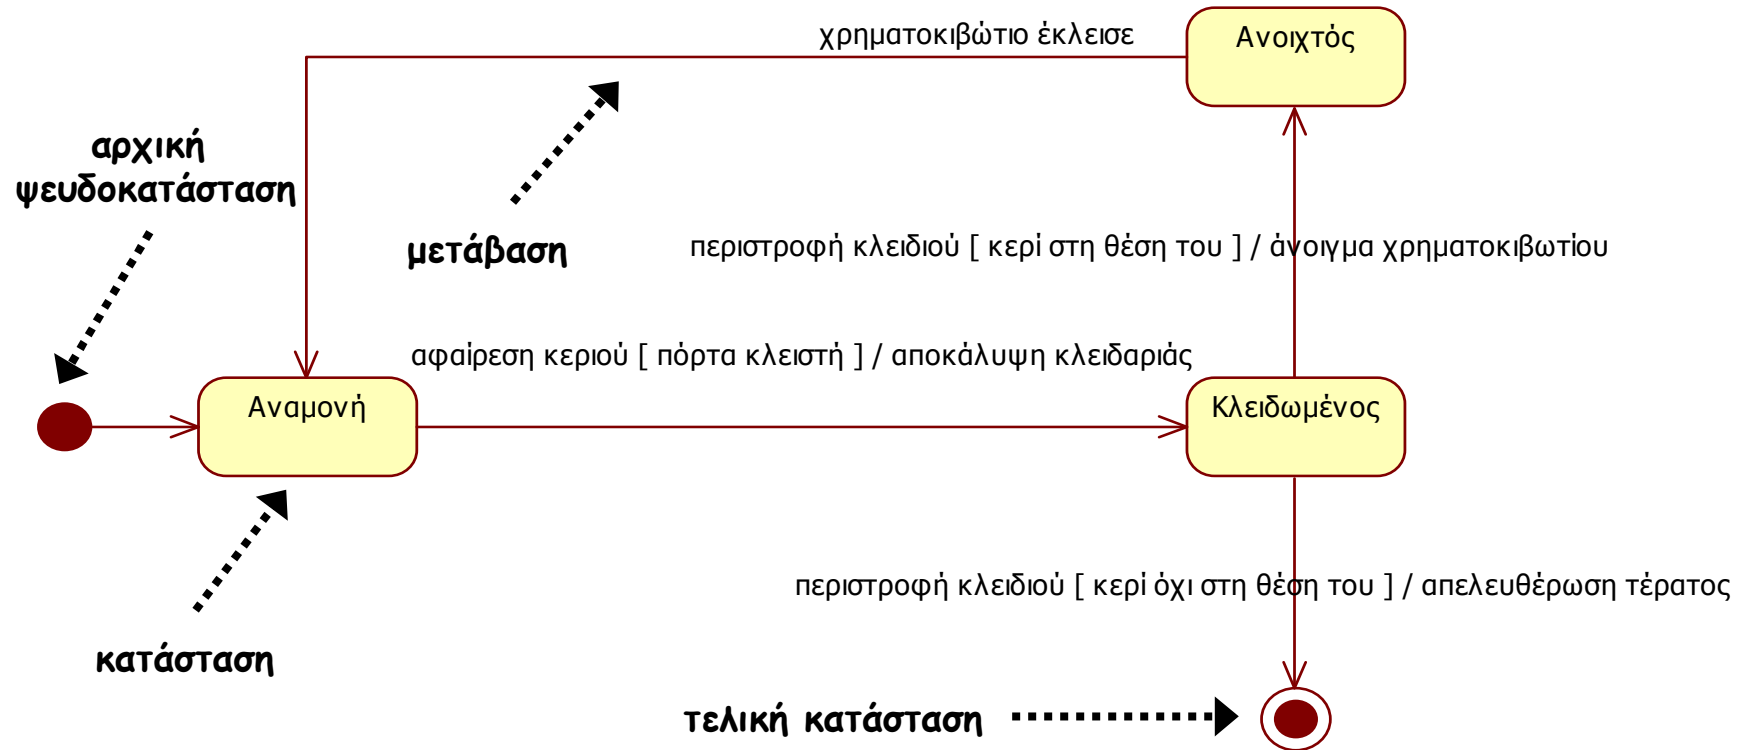 χρηματοκιβώτιο έκλεισε
Ανοιχτός
αρχική
ψευδοκατάσταση
μετάβαση
περιστροφή κλειδιού [ κερί στη θέση του ] / άνοιγμα χρηματοκιβωτίου
αφαίρεση κεριού [ πόρτα κλειστή ] / αποκάλυψη κλειδαριάς
Αναμονή
Κλειδωμένος
περιστροφή κλειδιού [ κερί όχι στη θέση του ] / απελευθέρωση τέρατος
κατάσταση
τελική κατάσταση